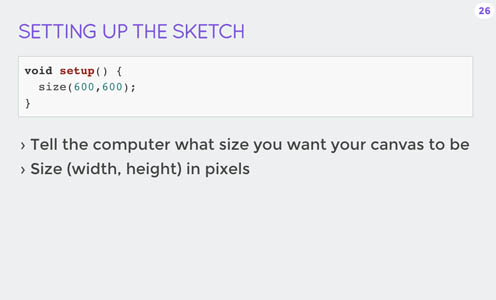 26
SETTING UP THE SKETCH
void setup() {
  size(600,600);
}
› Tell the computer what size you want your canvas to be
› Size (width, height) in pixels